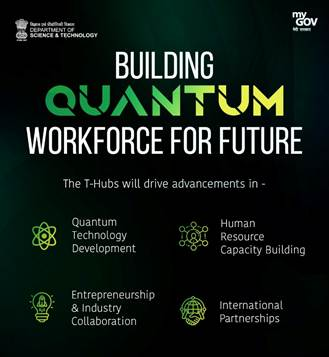 विज्ञान एवं प्रौद्योगिकी विभाग
DEPARTMENT OF
SCIENCE & TECHNOLOGY
my
GOV
मेरी सरकार
BUILDING
QUANTUM
WORKFORCE FOR FUTURE
The T-Hubs will drive advancements in -
Quantum
Technology
Development
Human
Resource
Capacity Building
Entrepreneurship
& Industry
Collaboration
International
Partnerships